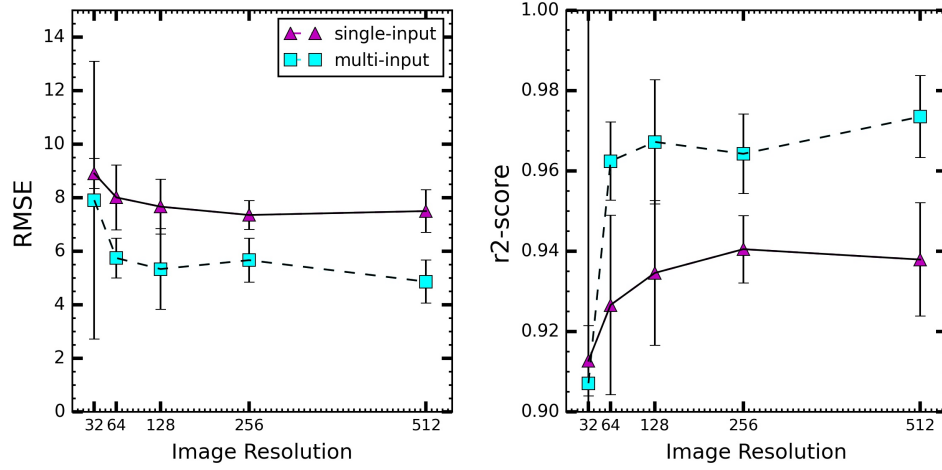 14
12
10
8
6
4
2
0
RMSE
single-input
multi-input
32 64 128 256 512
Image Resolution
1.00
0.98
0.96
0.94
0.92
0.90
r2-score
32 64 128 256 512
Image Resolution